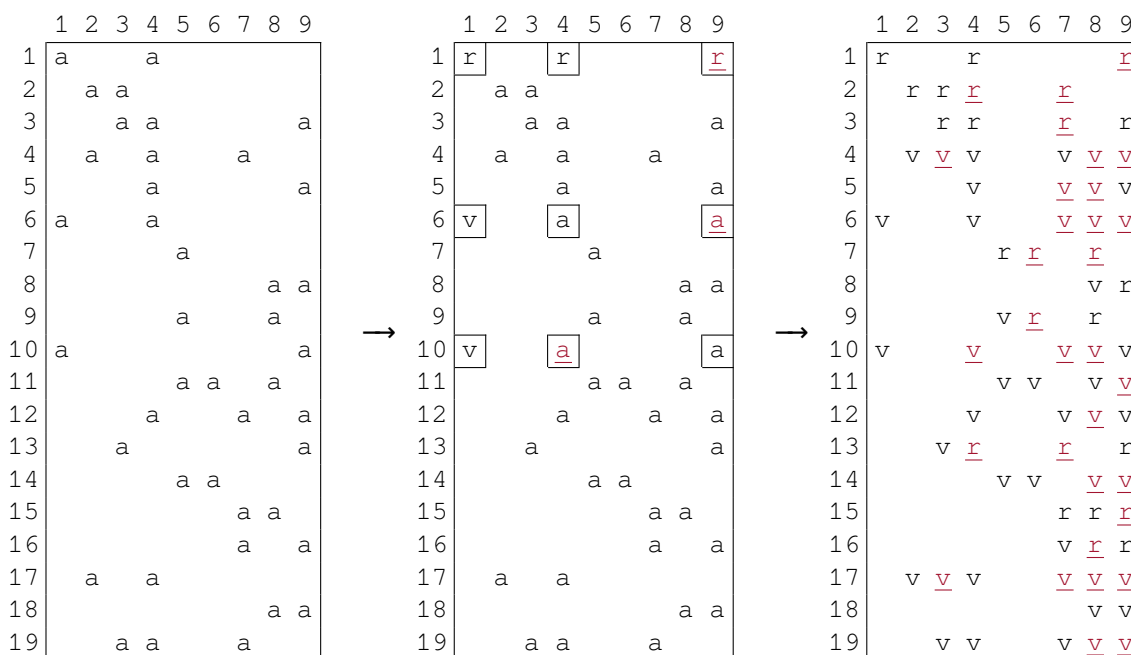 1 2 3 4 5 6 7 8 9 1 2 3 4 5 6 7 8 9 1 2 3 4 5 6 7 8 9
1 a a 1 r r r 1 r r r
2 a a 2 a a 2 r r r r
3 a a a 3 a a a 3 r r r r
4 a a a 4 a a a 4 v v v v v v
5 a a 5 a a 5 v v v v
6 a a 6 v a a 6 v v v v v
7 a 7 a 7 r r r
8 a a 8 a a 8 v r
9 a a → 9 a a → 9 v r r
10 a a 10 v a a 10 v v v v v
11 a a a 11 a a a 11 v v v v
12 a a a 12 a a a 12 v v v v
13 a a 13 a a 13 v r r r
14 a a 14 a a 14 v v v v
15 a a 15 a a 15 r r r
16 a a 16 a a 16 v r r
17 a a 17 a a 17 v v v v v v
18 a a 18 a a 18 v v
19 a a a 19 a a a 19 v v v v v